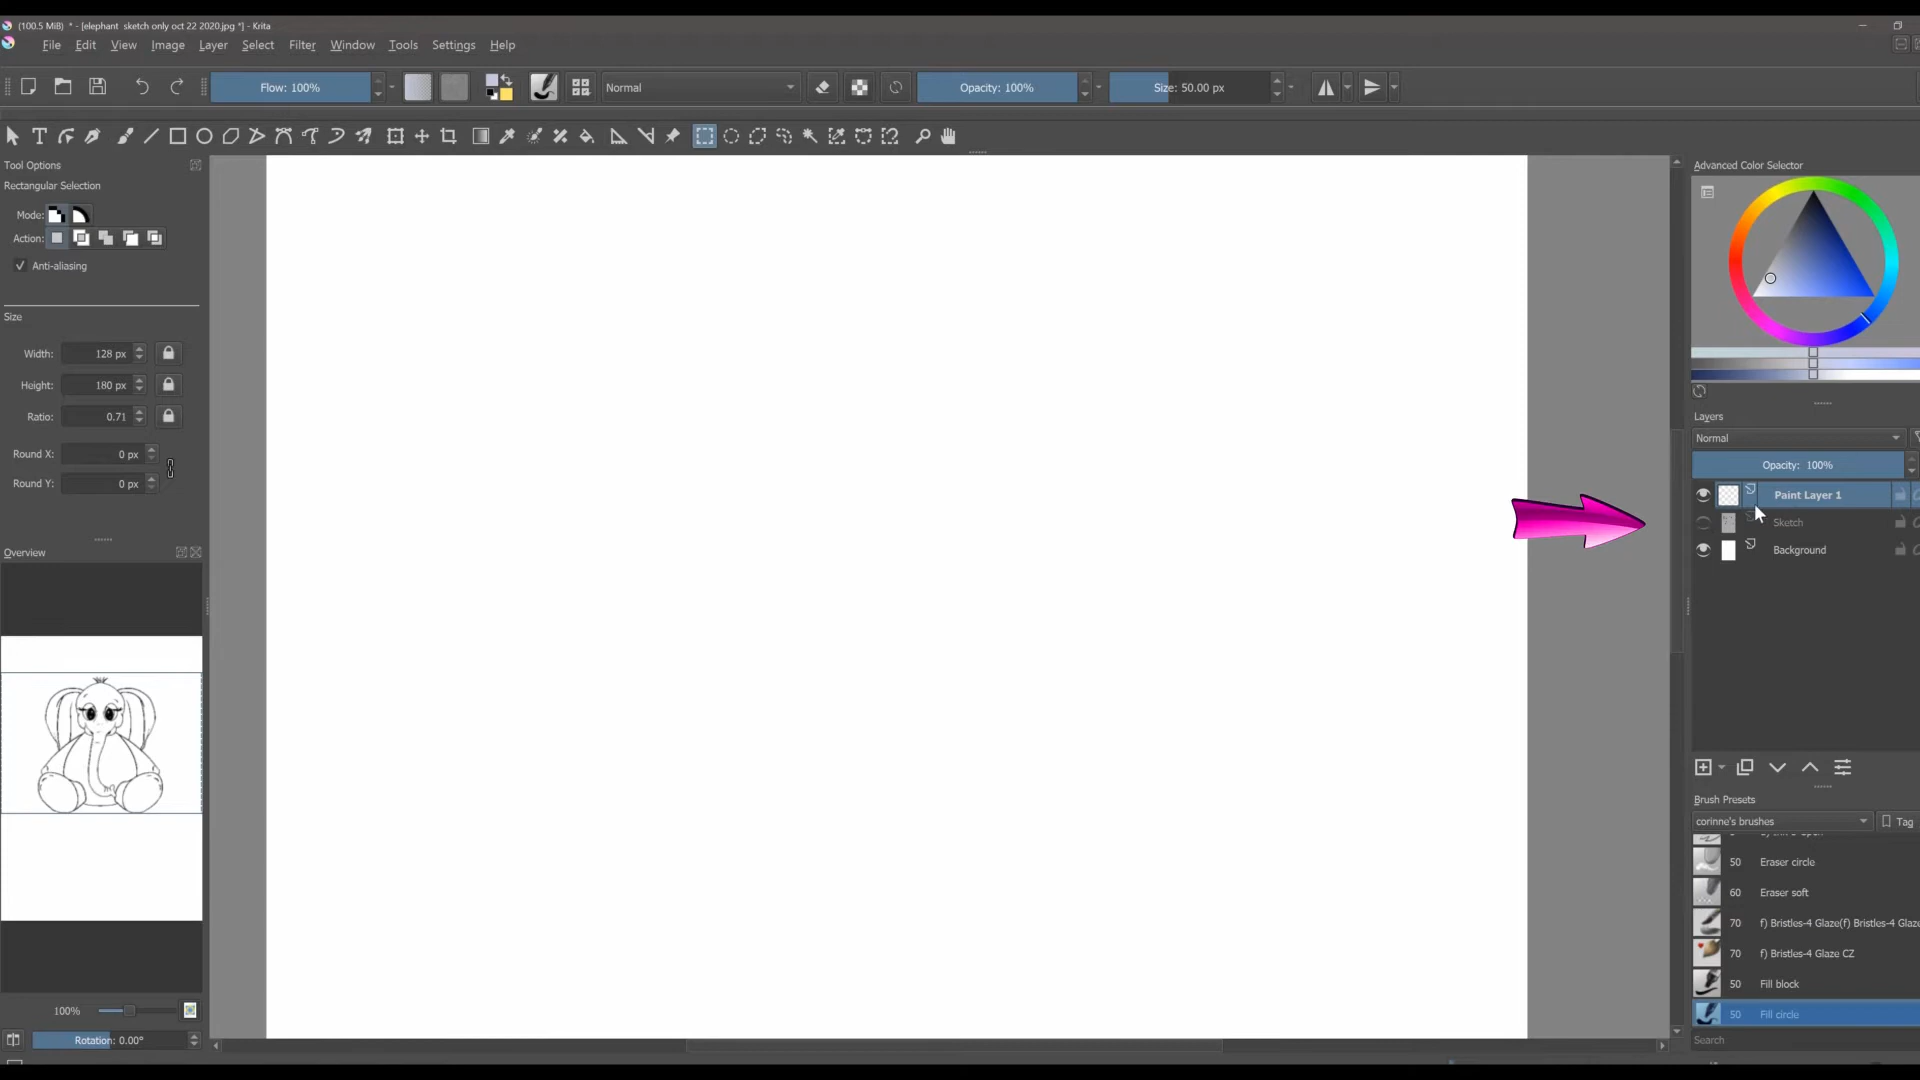 (100.5 MiB) * - [elephant sketch only oct 22 2020.jpg *] - Krita
File Edit View Image Layer Select Filter Window Tools Settings Help
Flow: 100%
Normal
Opacity: 100%
Size: 50.00 px
Tool Options
Rectangular Selection
Mode:
Action:
Anti-aliasing
Size
Width: 128 px
Height: 180 px
Ratio: 0.71
Round X: 0 px
Round Y: 0 px
Overview
100%
Rotation: 0.00°
Advanced Color Selector
Layers
Normal
Opacity: 100%
Paint Layer 1
Sketch
Background
Brush Presets
corinne's brushes
Tag
50 Eraser circle
60 Eraser soft
70 f) Bristles-4 Glaze(f) Bristles-4 Glaze
70 f) Bristles-4 Glaze CZ
50 Fill block
50 Fill circle
Search